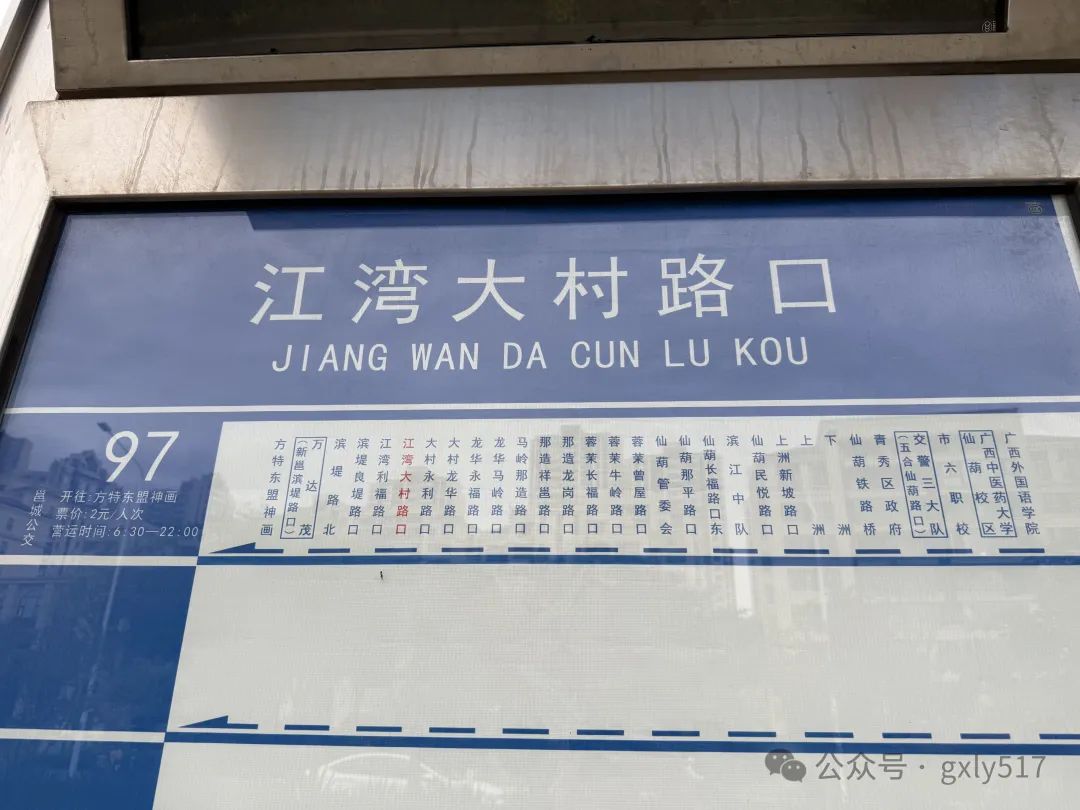 江湾大村路口
JIANG WAN DA CUN LU KOU
97
开往:方特东盟神画
票价:2元/人次
营运时间:6:30—22:00
邕城公交
方特东盟神画
万达茂
(新邕滨堤路口)
滨堤路北
滨堤良堤路口
江湾利福路口
江湾大村路口
大村永利路口
大村龙华路口
龙华永福路口
龙华马岭路口
马岭那造路口
那造祥邕路口
那造龙岗路口
蓉茉长福路口
蓉茉牛岭路口
蓉茉曾屋路口
仙葫管委会
仙葫那平路口
仙葫长福路口东
滨江中队
仙葫民悦路口
上洲新坡路口
上洲
下洲
仙葫铁路桥
青秀区政府
交警三大队
(五合仙葫路口)
市六职校
广西中医药大学
仙葫校区
广西外国语学院
公众号·gxly517